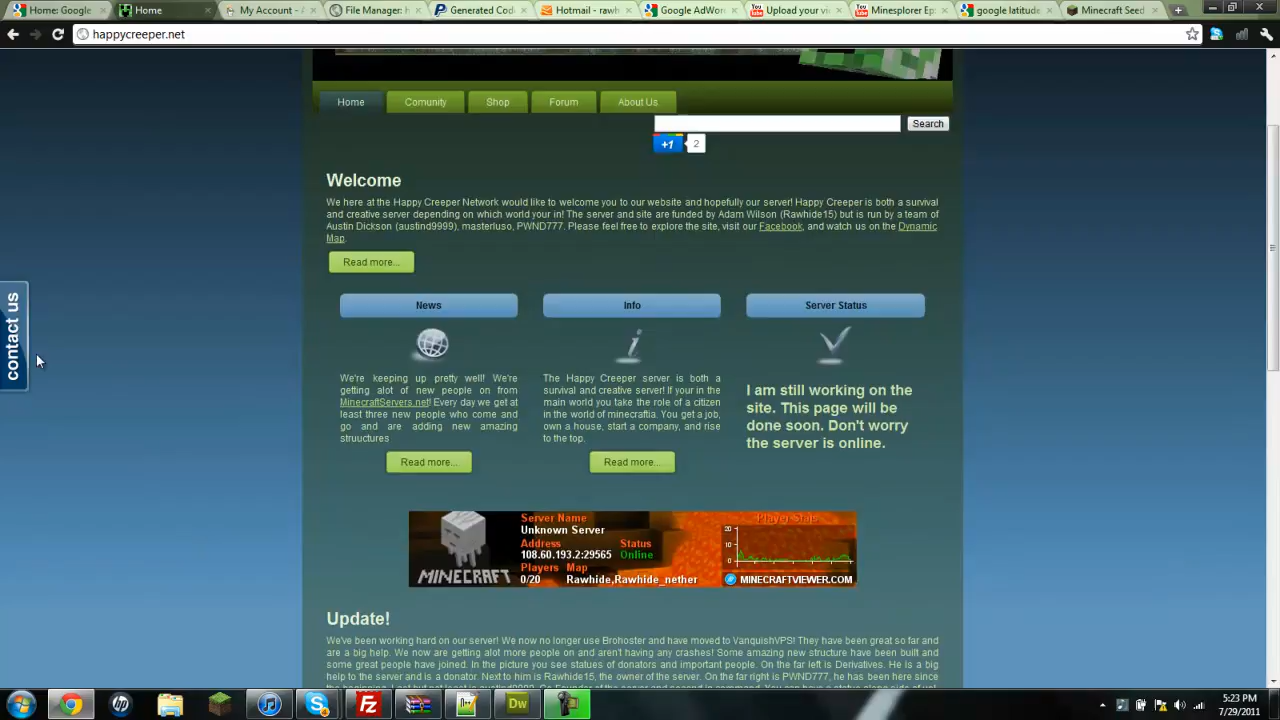 Home: Google
Home
My Account -
File Manager: H
Generated Cod
Hotmail - rawh
Google AdWor
Upload your vi
Minesplorer Ep
google latitude
Minecraft Seed
happycreeper.net
Home
Comunity
Shop
Forum
About Us
Search
+1
2
Welcome
We here at the Happy Creeper Network would like to welcome you to our website and hopefully our server! Happy Creeper is both a survival
and creative server depending on which world your in! The server and site are funded by Adam Wilson (Rawhide15) but is run by a team of
Austin Dickson (austind9999), masterluso, PWND777. Please feel free to explore the site, visit our Facebook, and watch us on the Dynamic
Map.
Read more...
contact us
News
We're keeping up pretty well! We're
getting alot of new people on from
MinecraftServers.net! Every day we get at
least three new people who come and
go and are adding new amazing
struuctures
Read more...
Info
The Happy Creeper server is both a
survival and creative server! If your in the
main world you take the role of a citizen
in the world of minecraftia. You get a job,
own a house, start a company, and rise
to the top.
Read more...
Server Status
I am still working on the
site. This page will be
done soon. Don't worry
the server is online.
MINECRAFT
Server Name
Unknown Server
Address Status
108.60.193.2:29565 Online
Players Map
0/20 Rawhide,Rawhide_nether
Player Stats
20
10
0
MINECRAFTVIEWER.COM
Update!
We've been working hard on our server! We now no longer use Brohoster and have moved to VanquishVPS! They have been great so far and
are a big help. We now are getting alot more people on and aren't having any crashes! Some amazing new structure have been built and
some great people have joined. In the picture you see statues of donators and important people. On the far left is Derivatives. He is a big
help to the server and is a donator. Next to him is Rawhide15, the owner of the server. On the far right is PWND777, he has been here since
5:23 PM
7/29/2011